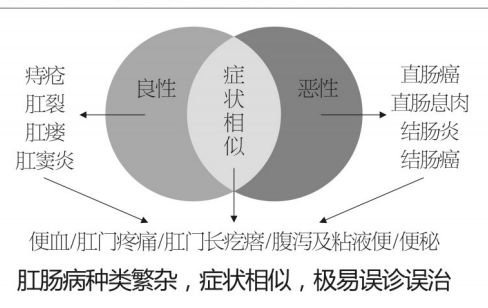 痔疮
肛裂
肛瘘
肛窦炎
良性
症状相似
恶性
直肠癌
直肠息肉
结肠炎
结肠癌
便血/肛门疼痛/肛门长疙瘩/腹泻及粘液便/便秘
肛肠病种类繁杂，症状相似，极易误诊误治